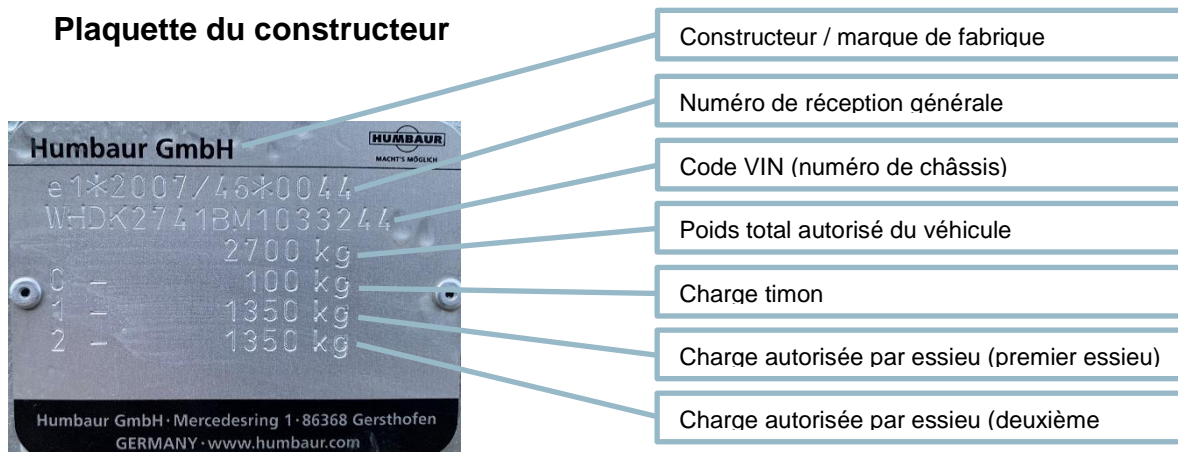 Plaquette du constructeur
Constructeur / marque de fabrique
Numéro de réception générale
Code VIN (numéro de châssis)
Poids total autorisé du véhicule
Charge timon
Charge autorisée par essieu (premier essieu)
Charge autorisée par essieu (deuxième
Humbaur GmbH
HUMBAUR
MACHT'S MÖGLICH
e1*2007/46*0044
WHDK2741BM1033244
2700 kg
0 - 100 kg
1 - 1350 kg
2 - 1350 kg
Humbaur GmbH · Mercedesring 1 · 86368 Gersthofen
GERMANY · www.humbaur.com